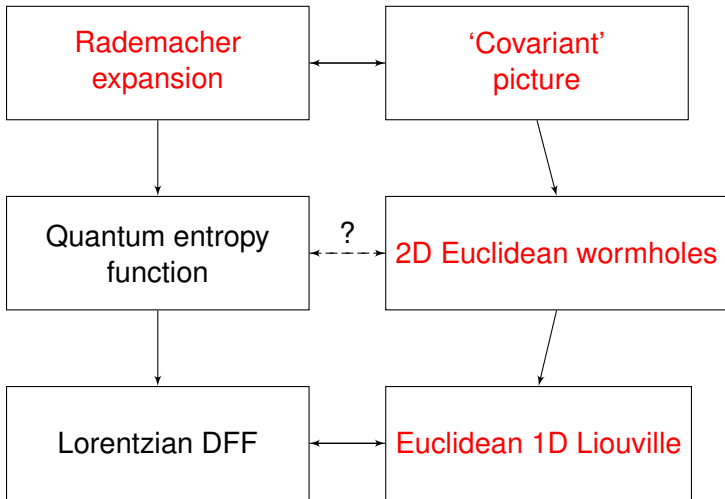 Rademacher
expansion
‘Covariant’
picture
Quantum entropy
function
?
2D Euclidean wormholes
Lorentzian DFF
Euclidean 1D Liouville